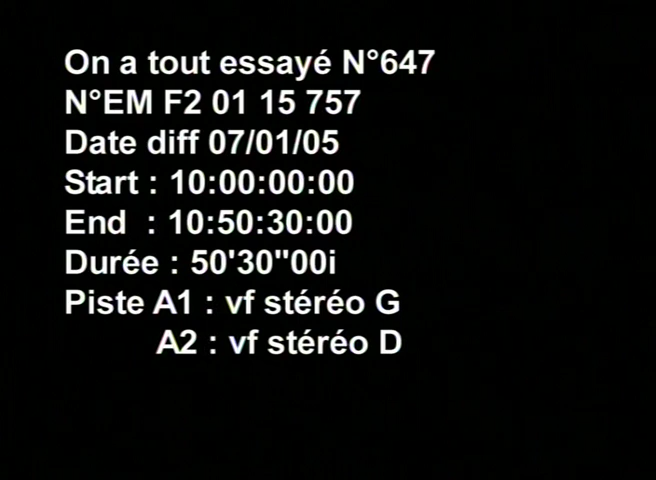 On a tout essayé N°647
N°EM F2 01 15 757
Date diff 07/01/05
Start : 10:00:00:00
End : 10:50:30:00
Durée : 50'30"00i
Piste A1 : vf stéréo G
A2 : vf stéréo D